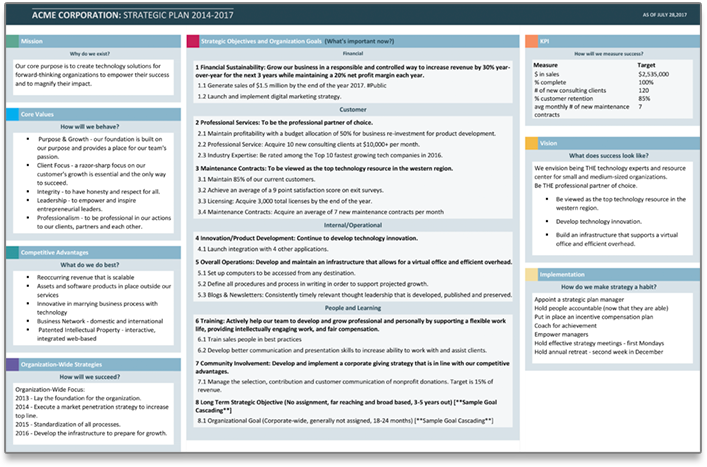 ACME CORPORATION: STRATEGIC PLAN 2014-2017
AS OF JULY 28,2017
Mission
Why do we exist?
Our core purpose is to create technology solutions for
forward-thinking organizations to empower their success
and to magnify their impact.
Core Values
How will we behave?
Purpose & Growth - our foundation is built on
our purpose and provides a place for our team's
passion.
Client Focus - a razor-sharp focus on our
customer's growth is essential and the only way
to succeed.
Integrity - to have honesty and respect for all.
Leadership - to empower and inspire
entrepreneurial leaders.
Professionalism - to be professional in our actions
to our clients, partners and each other.
Competitive Advantages
What do we do best?
Reoccurring revenue that is scalable
Assets and software products in place outside our
services
Innovative in marrying business process with
technology
Business Network - domestic and international
Patented Intellectual Property - interactive,
integrated web-based
Organization-Wide Strategies
How will we succeed?
Organization-Wide Focus:
2013 - Lay the foundation for the organization.
2014 - Execute a market penetration strategy to increase
top line.
2015 - Standardization of all processes.
2016 - Develop the infrastructure to prepare for growth.
Strategic Objectives and Organization Goals (What's important now?)
Financial
1 Financial Sustainability: Grow our business in a responsible and controlled way to increase revenue by 30% year-
over-year for the next 3 years while maintaining a 20% net profit margin each year.
1.1 Generate sales of $1.5 million by the end of the year 2017. #Public
1.2 Launch and implement digital marketing strategy.
Customer
2 Professional Services: To be the professional partner of choice.
2.1 Maintain profitability with a budget allocation of 50% for business re-investment for product development.
2.2 Professional Service: Acquire 10 new consulting clients at $10,000+ per month.
2.3 Industry Expertise: Be rated among the Top 10 fastest growing tech companies in 2016.
3 Maintenance Contracts: To be viewed as the top technology resource in the western region.
3.1 Maintain 85% of our current customers.
3.2 Achieve an average of a 9 point satisfaction score on exit surveys.
3.3 Licensing: Acquire 3,000 total licenses by the end of the year.
3.4 Maintenance Contracts: Acquire an average of 7 new maintenance contracts per month
Internal/Operational
4 Innovation/Product Development: Continue to develop technology innovation.
4.1 Launch integration with 4 other applications.
5 Overall Operations: Develop and maintain an infrastructure that allows for a virtual office and efficient overhead.
5.1 Set up computers to be accessed from any destination.
5.2 Define all procedures and process in writing in order to support projected growth.
5.3 Blogs & Newsletters: Consistently timely relevant thought leadership that is developed, published and preserved.
People and Learning
6 Training: Actively help our team to develop and grow professional and personally by supporting a flexible work
life, providing intellectually engaging work, and fair compensation.
6.1 Train sales people in best practices
6.2 Develop better communication and presentation skills to increase ability to work with and assist clients.
7 Community Involvement: Develop and implement a corporate giving strategy that is in line with our competitive
advantages.
7.1 Manage the selection, contribution and customer communication of nonprofit donations. Target is 15% of
revenue.
8 Long Term Strategic Objective (No assignment, far reaching and broad based, 3-5 years out) [**Sample Goal
Cascading**]
8.1 Organizational Goal (Corporate-wide, generally not assigned, 18-24 months) [**Sample Goal Cascading**]
KPI
How will we measure success?
Measure Target
$ in sales $2,535,000
% complete 100%
# of new consulting clients 120
% customer retention 85%
avg monthly # of new maintenance 7
contracts
Vision
What does success look like?
We envision being THE technology experts and resource
center for small and medium-sized organizations.
Be THE professional partner of choice.
Be viewed as the top technology resource in the
western region.
Develop technology innovation.
Build an infrastructure that supports a virtual
office and efficient overhead.
Implementation
How do we make strategy a habit?
Appoint a strategic plan manager
Hold people accountable (now that they are able)
Put in place an incentive compensation plan
Coach for achievement
Empower managers
Hold effective strategy meetings - first Mondays
Hold annual retreat - second week in December